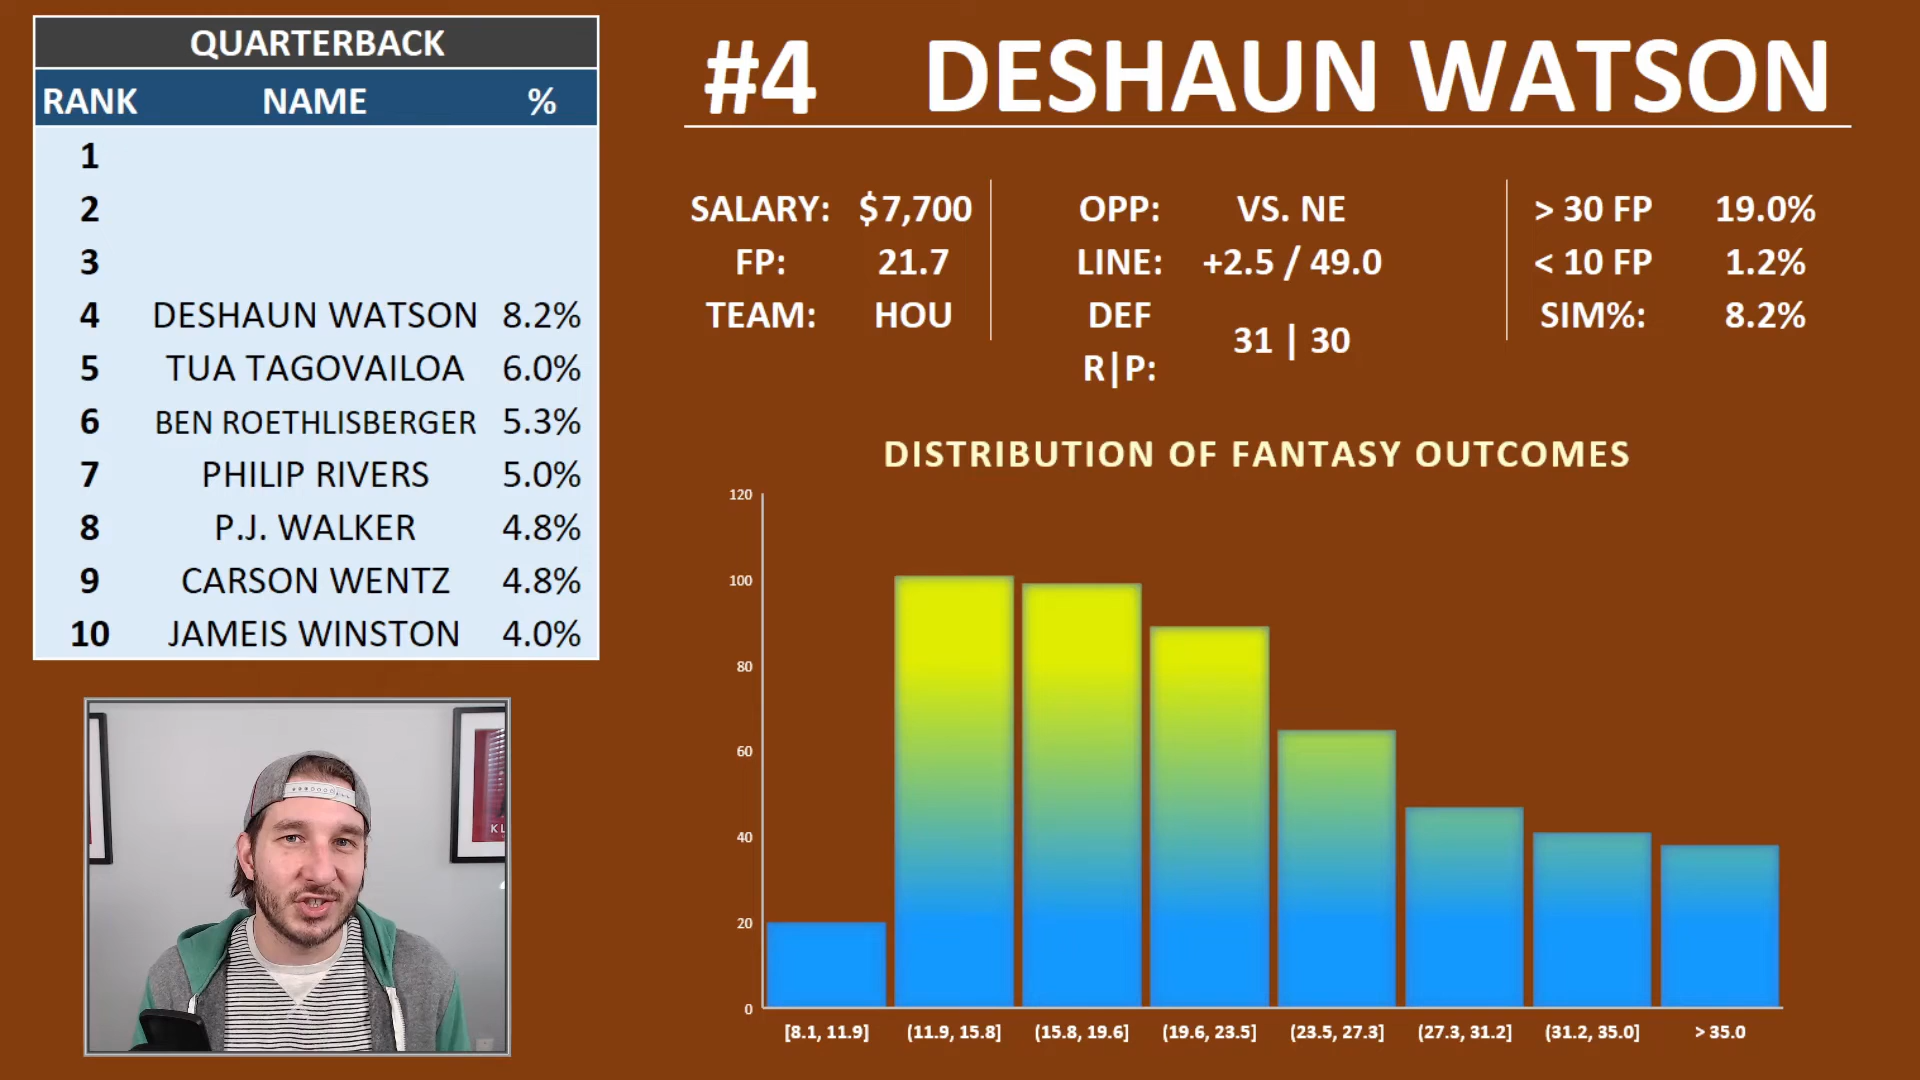 QUARTERBACK
RANK NAME %
1
2
3
4 DESHAUN WATSON 8.2%
5 TUA TAGOVAILOA 6.0%
6 BEN ROETHLISBERGER 5.3%
7 PHILIP RIVERS 5.0%
8 P.J. WALKER 4.8%
9 CARSON WENTZ 4.8%
10 JAMEIS WINSTON 4.0%
#4 DESHAUN WATSON
SALARY: $7,700
FP: 21.7
TEAM: HOU
OPP: VS. NE
LINE: +2.5 / 49.0
DEF
R|P:
31 | 30
> 30 FP 19.0%
< 10 FP 1.2%
SIM%: 8.2%
DISTRIBUTION OF FANTASY OUTCOMES
120
100
80
60
40
20
0
[8.1, 11.9] (11.9, 15.8] (15.8, 19.6] (19.6, 23.5] (23.5, 27.3] (27.3, 31.2] (31.2, 35.0] > 35.0
KL